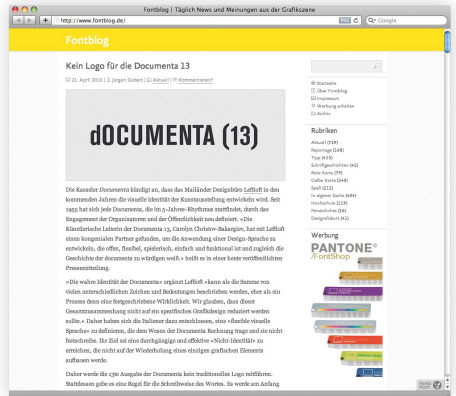 Fontblog | Täglich News und Meinungen aus der Grafikszene
http://www.fontblog.de/
Google
Fontblog
Kein Logo für die Documenta 13
21. April 2010 | Jürgen Siebert | Aktuell | Kommentieren?
dOCUMENTA (13)
Die Kasseler Documenta kündigt an, dass das Mailänder Designbüro Leftloft in den
kommenden Jahren die visuelle Identität der Kunstausstellung entwickeln wird. Seit
1955 hat sich jede Documenta, die im 5-Jahres-Rhythmus stattfindet, durch das
Engagement der Organisatoren und der Öffentlichkeit neu definiert. »Die
Künstlerische Leiterin der Documenta 13, Carolyn Christov-Bakargiev, hat mit Leftloft
einen kongenialen Partner gefunden, um die Anwendung einer Design-Sprache zu
entwickeln, die offen, flexibel, spielerisch, einfach und funktional ist und zugleich die
Geschichte der documenta zu würdigen weiß.« heißt es in einer heute veröffentlichten
Pressemitteilung.
»Die wahre Identität der Documenta« ergänzt Leftloft »kann als die Summe von
vielen unterschiedlichen Zeichen und Bedeutungen beschrieben werden, eher als ein
Prozess denn eine festgeschriebene Wirklichkeit. Wir glauben, dass dieser
Gesamtzusammenhang nicht auf ein spezifisches Grafikdesign reduziert werden
sollte.« Daher haben sich die Italiener dazu entschlossen, eine »flexible visuelle
Sprache« zu definieren, die dem Wesen der Documenta Rechnung trage und sie nicht
festschreibe. Ihr Ziel sei eine durchgängige und effektive »Nicht-Identität« zu
erreichen, die nicht auf der Wiederholung eines einzigen grafischen Elements
aufbauen werde.
Daher werde die 13te Ausgabe der Documenta kein traditionelles Logo mitführen.
Stattdessen gebe es eine Regel für die Schreibweise des Wortes. Es werde am Anfang
Startseite
Über Fontblog
Impressum
Werbung schalten
Archiv
Rubriken
Aktuell (719)
Reportage (168)
Tipp (415)
Schriftgeschichten (45)
Rote Karte (79)
Gelbe Karte (248)
Spaß (212)
In eigener Sache (404)
Hochschule (119)
Persönliches (26)
Designdiskurs (41)
Werbung
PANTONE®
/FontShop